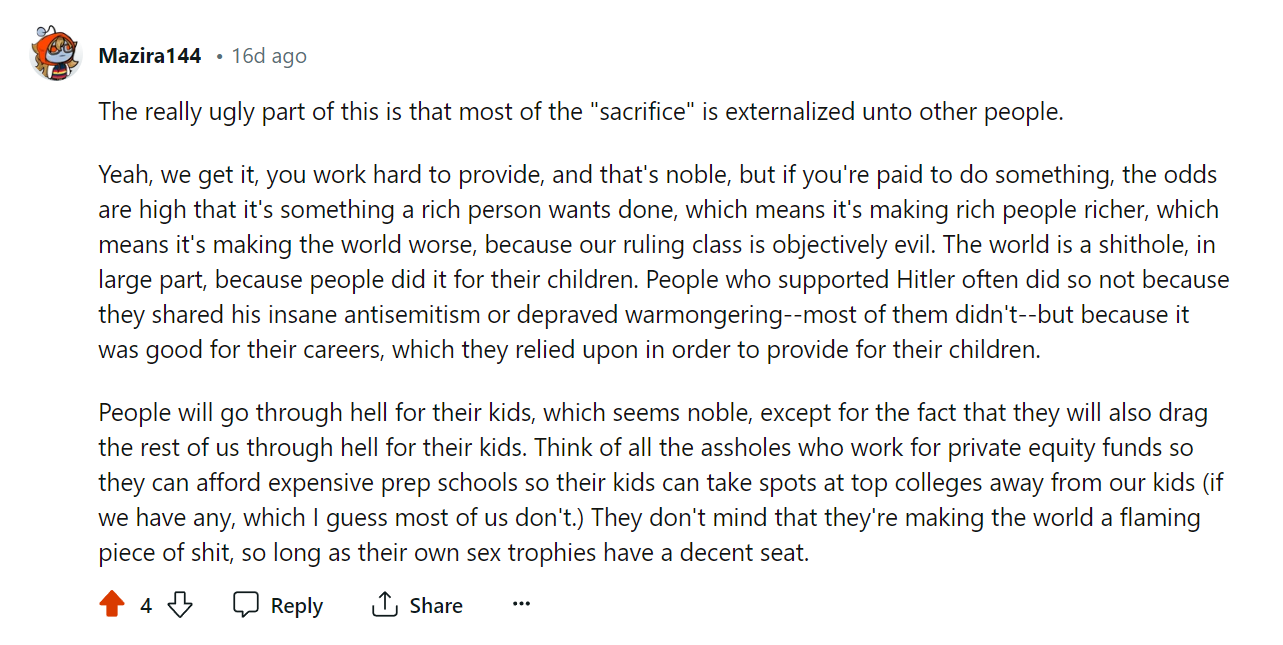 Mazira144 • 16d ago
The really ugly part of this is that most of the "sacrifice" is externalized unto other people.
Yeah, we get it, you work hard to provide, and that's noble, but if you're paid to do something, the odds
are high that it's something a rich person wants done, which means it's making rich people richer, which
means it's making the world worse, because our ruling class is objectively evil. The world is a shithole, in
large part, because people did it for their children. People who supported Hitler often did so not because
they shared his insane antisemitism or depraved warmongering--most of them didn't--but because it
was good for their careers, which they relied upon in order to provide for their children.
People will go through hell for their kids, which seems noble, except for the fact that they will also drag
the rest of us through hell for their kids. Think of all the assholes who work for private equity funds so
they can afford expensive prep schools so their kids can take spots at top colleges away from our kids (if
we have any, which I guess most of us don't.) They don't mind that they're making the world a flaming
piece of shit, so long as their own sex trophies have a decent seat.
4 Reply Share ...